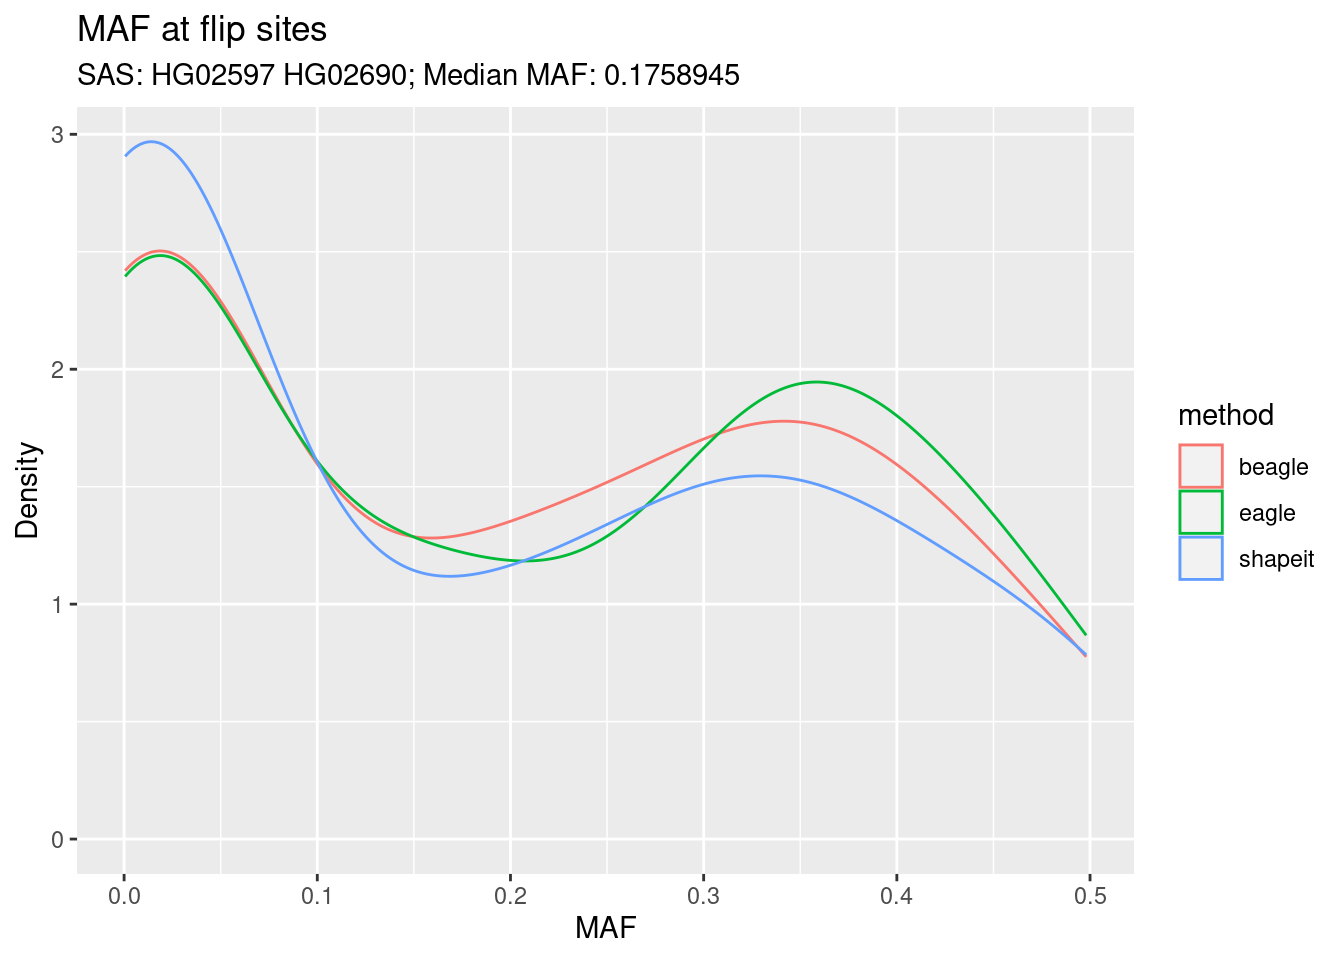 MAF at flip sites
SAS: HG02597 HG02690; Median MAF: 0.1758945
3
2
1
0
Density
0.0
0.1
0.2
0.3
0.4
0.5
MAF
method
beagle
eagle
shapeit